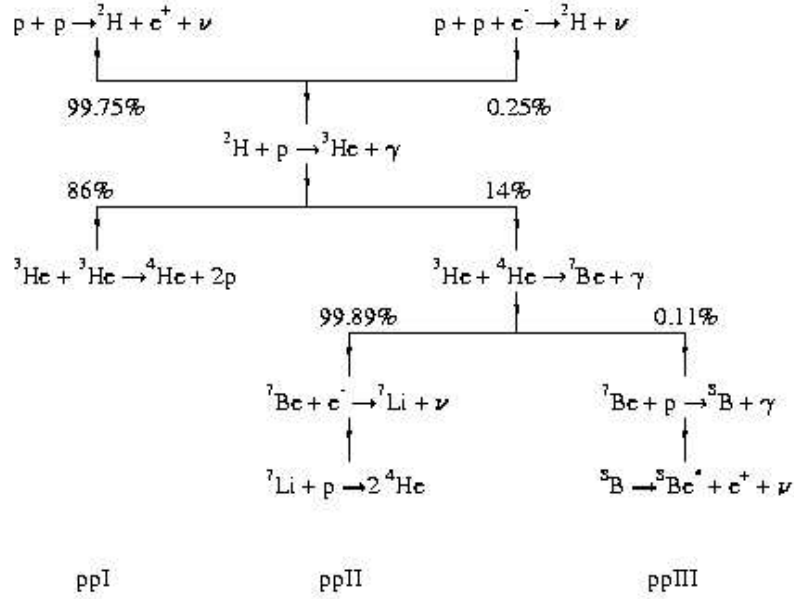 p + p → ²H + e⁺ + ν
p + p + e⁻ → ²H + ν
99.75%
0.25%
²H + p → ³He + γ
86%
14%
³He + ³He → ⁴He + 2p
³He + ⁴He → ⁷Be + γ
99.89%
0.11%
⁷Be + e⁻ → ⁷Li + ν
⁷Be + p → ⁸B + γ
⁷Li + p → 2 ⁴He
⁸B → ⁸Be* + e⁺ + ν
ppI
ppII
ppIII